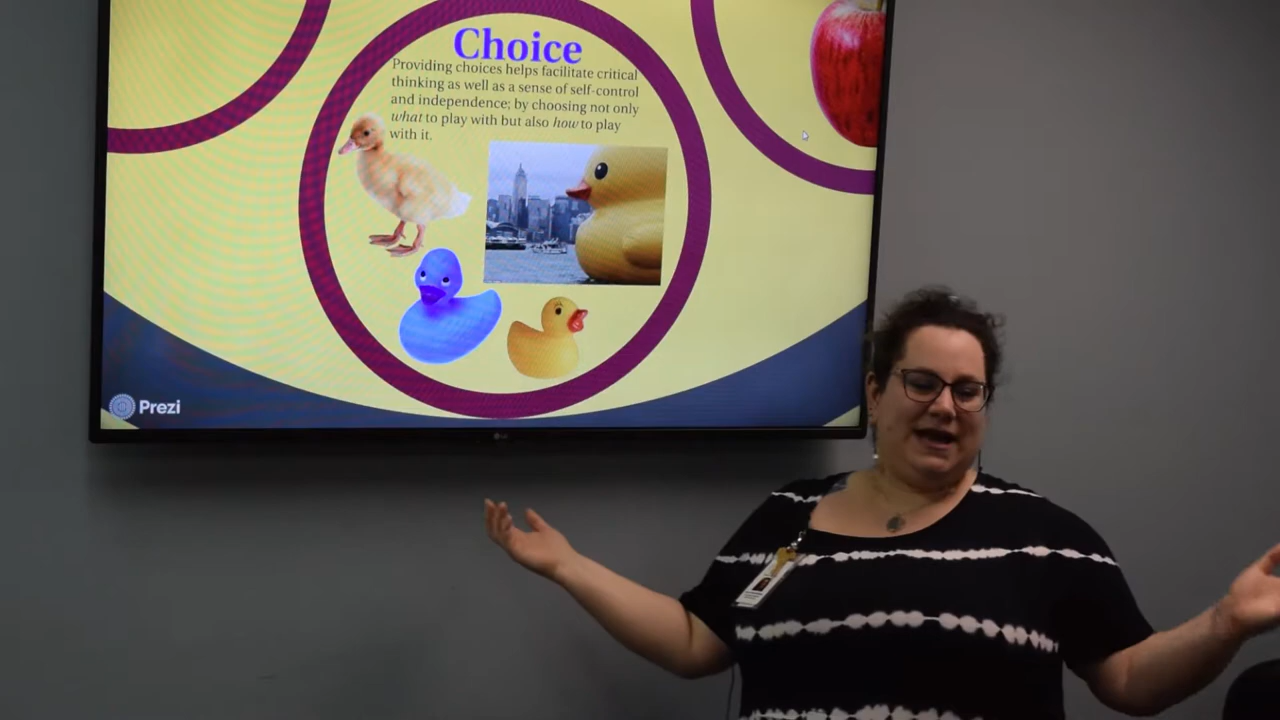 Choice
Providing choices helps facilitate critical
thinking as well as a sense of self-control
and independence; by choosing not only
what to play with but also how to play
with it.
Prezi
LG